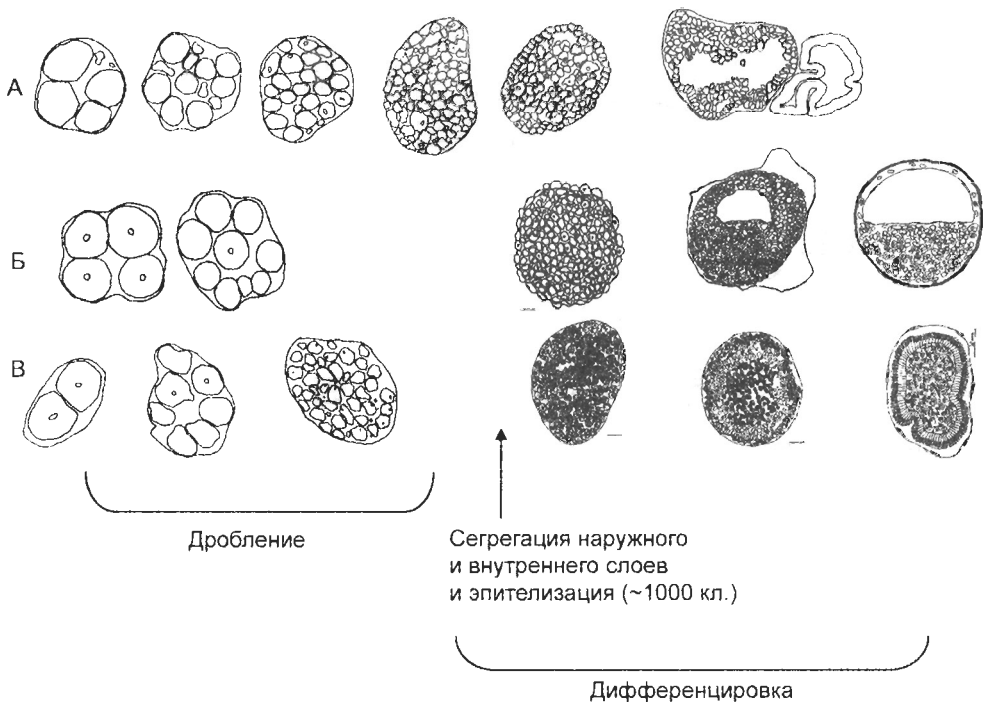 А
Б
В
Дробление
Сегрегация наружного
и внутреннего слоев
и эпителизация (~1000 кл.)
Дифференцировка